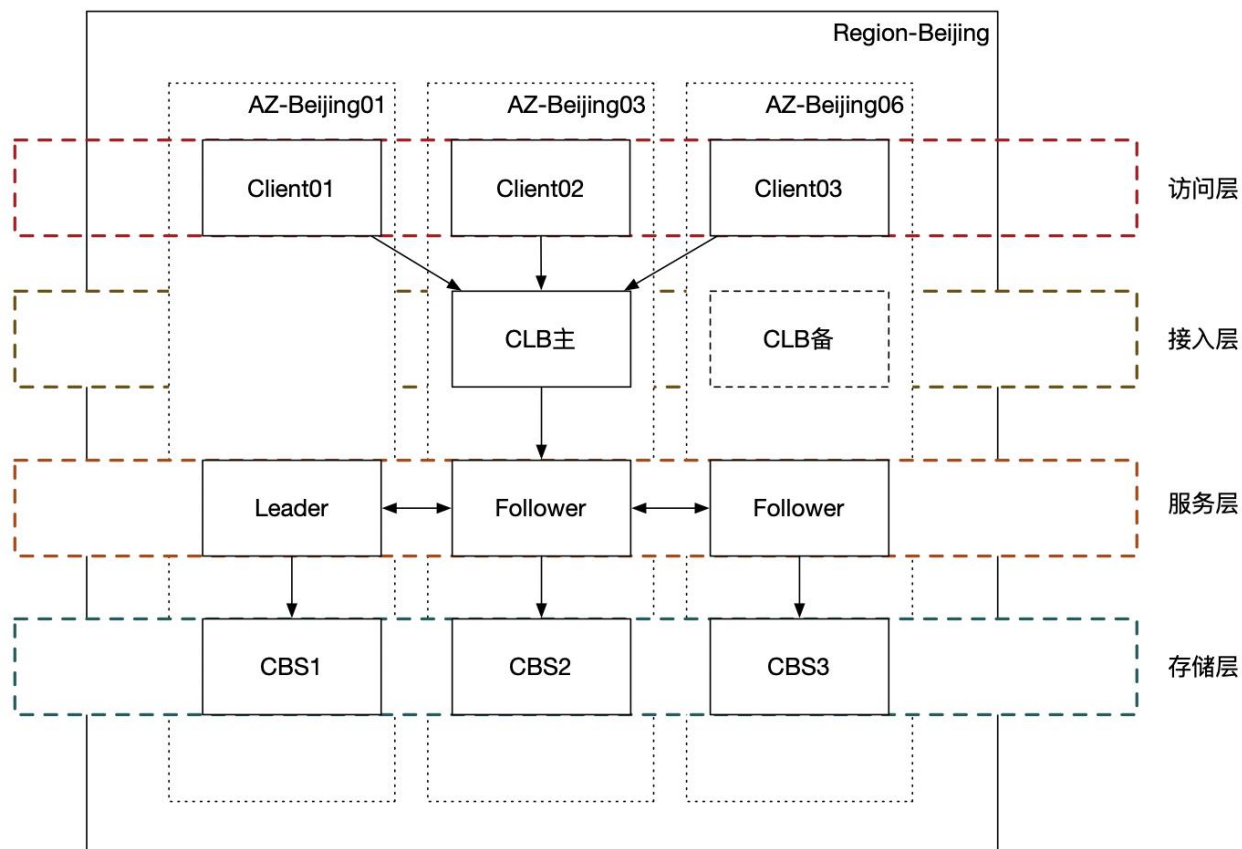 Region-Beijing
AZ-Beijing01
AZ-Beijing03
AZ-Beijing06
Client01
Client02
Client03
访问层
CLB主
CLB备
接入层
Leader
Follower
Follower
服务层
CBS1
CBS2
CBS3
存储层